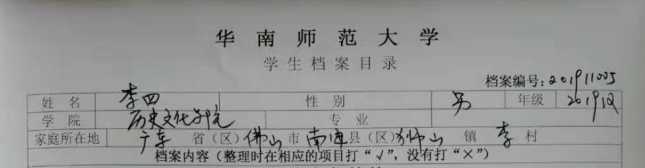 华南师范大学
学生档案目录
档案编号:201911005
姓名 李四 性别 男 年级 2019级
学院 历史文化学院 专业
家庭所在地 广东 省(区) 佛山 市 南海 县(区) 狮山 镇 李 村
档案内容(整理时在相应的项目打“√”,没有打“×”)